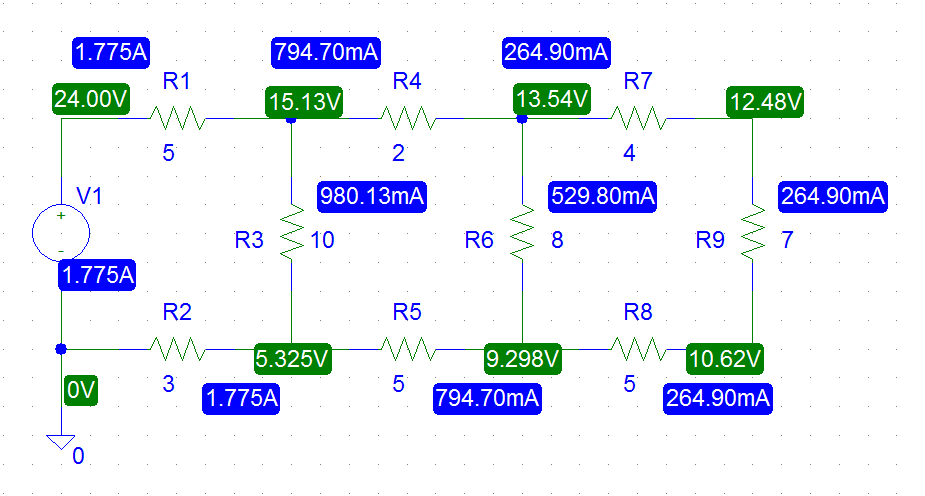 1.775A 794.70mA 264.90mA
R1 R4 R7
24.00V 15.13V 13.54V 12.48V
5 2 4
V1 980.13mA 529.80mA 264.90mA
+
R3 10 R6 8 R9 7
-
1.775A
R2 R5 R8
5.325V 9.298V 10.62V
3 5 5
0V 1.775A 794.70mA 264.90mA
0